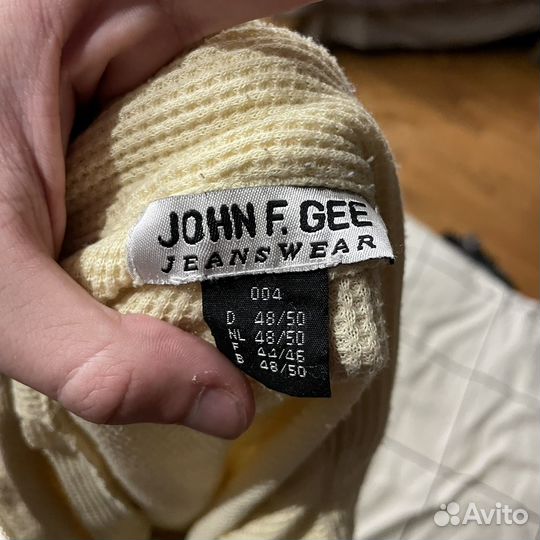 JOHN F. GEE
JEANSWEAR
004
D 48/50
NL 48/50
F 44/46
B 48/50
Avito